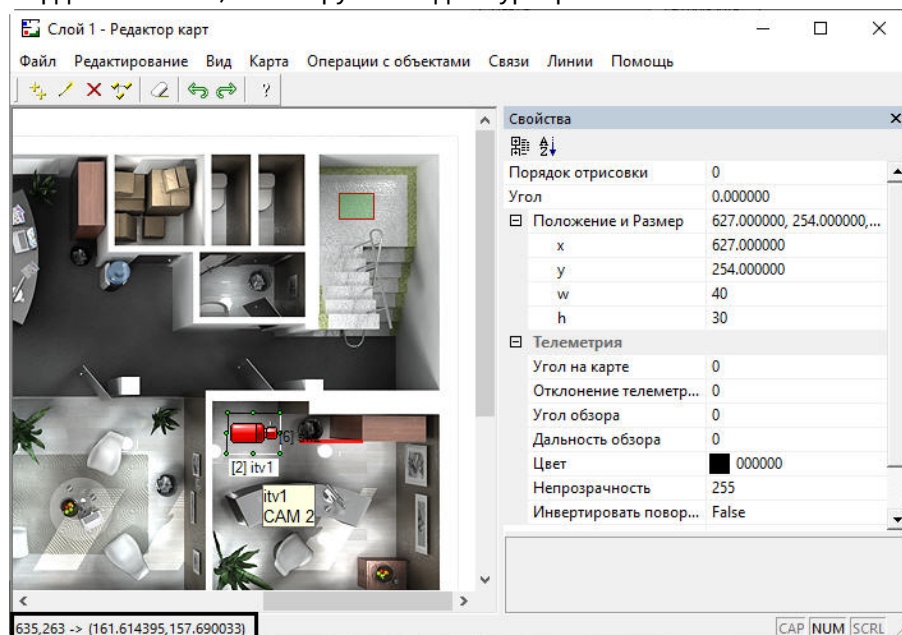 Слой 1 - Редактор карт
Файл Редактирование Вид Карта Операции с объектами Связи Линии Помощь
?
Свойства
Порядок отрисовки 0
Угол 0.000000
Положение и Размер 627.000000, 254.000000,...
x 627.000000
y 254.000000
w 40
h 30
Телеметрия
Угол на карте 0
Отклонение телеметр... 0
Угол обзора 0
Дальность обзора 0
Цвет 000000
Непрозрачность 255
Инвертировать повор... False
[2] itv1
itv1
CAM 2
635,263 -> (161.614395,157.690033)
CAP NUM SCRL